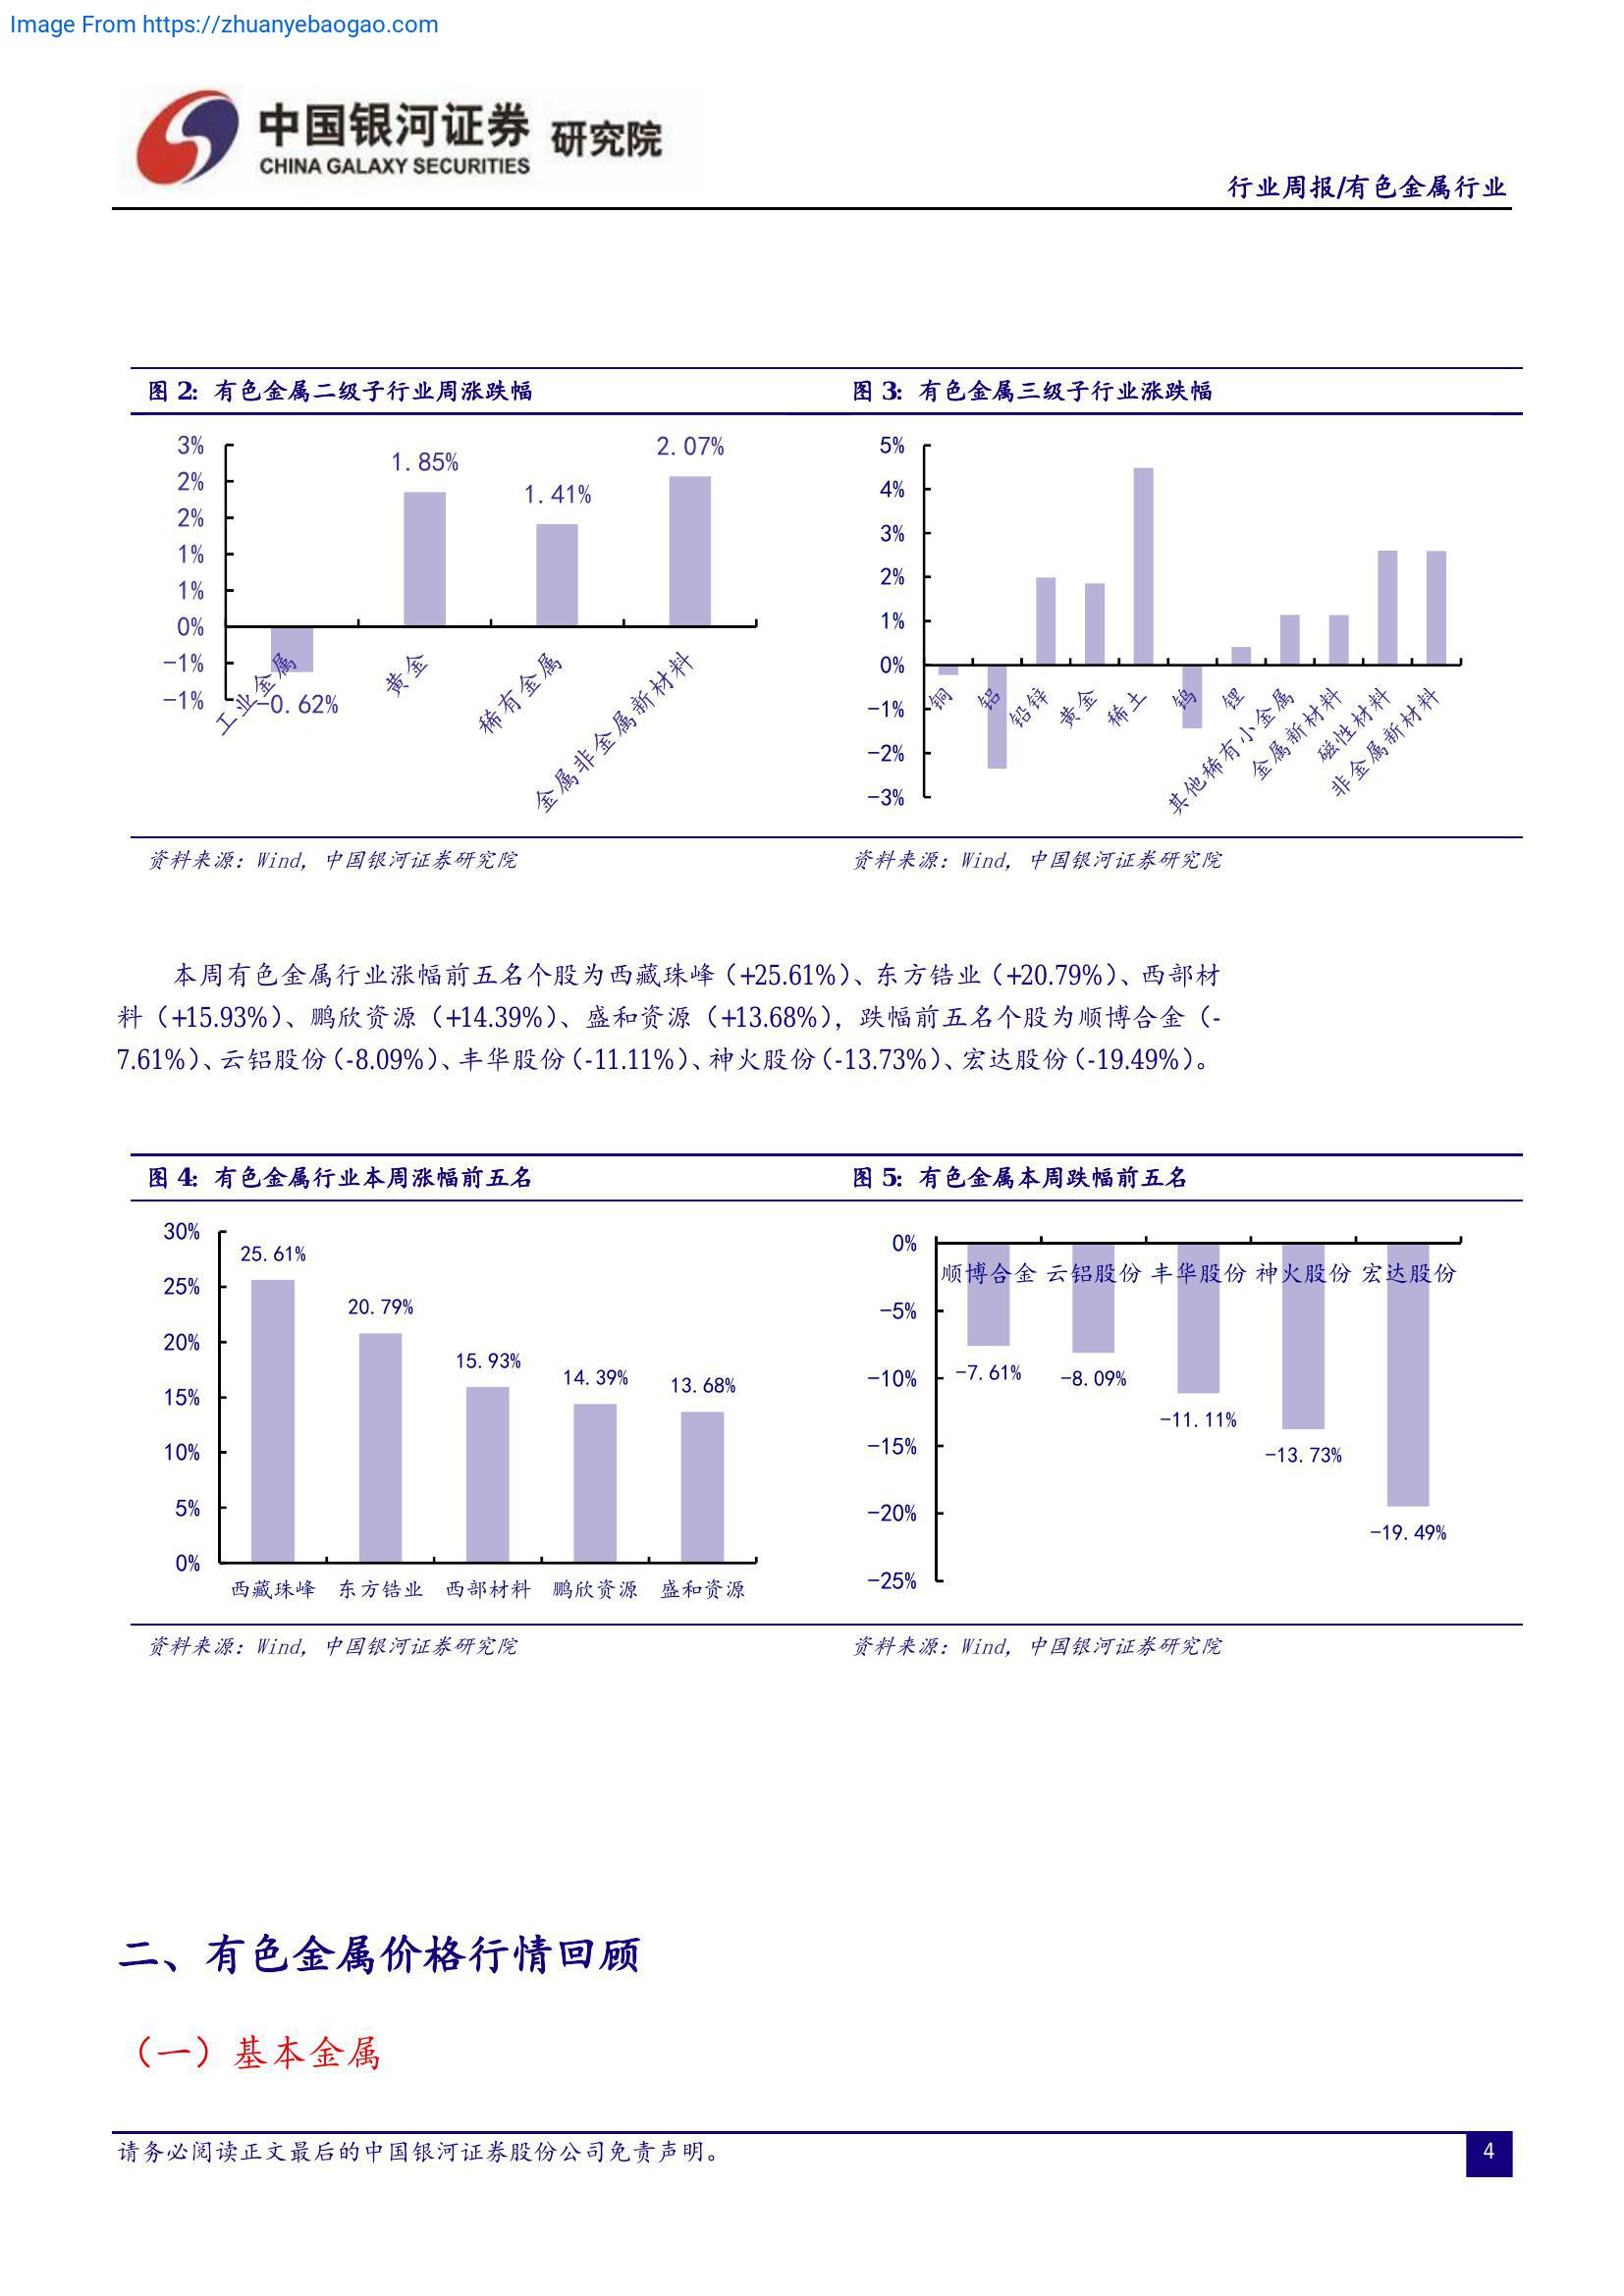 Image From https://zhuanyebaogao.com
中国银河证券 研究院
CHINA GALAXY SECURITIES
行业周报/有色金属行业
图 2: 有色金属二级子行业周涨跌幅
3%
2%
2%
1%
1%
0%
-1%
-1%
-0.62%
1.85%
1.41%
2.07%
工业金属
黄金
稀有金属
金属非金属新材料
图 3: 有色金属三级子行业涨跌幅
5%
4%
3%
2%
1%
0%
-1%
-2%
-3%
铜
铝
铅锌
黄金
稀土
钨
锂
其他稀有小金属
金属新材料
磁性材料
非金属新材料
资料来源: Wind, 中国银河证券研究院
资料来源: Wind, 中国银河证券研究院
本周有色金属行业涨幅前五名个股为西藏珠峰（+25.61%）、东方锆业（+20.79%）、西部材
料（+15.93%）、鹏欣资源（+14.39%）、盛和资源（+13.68%），跌幅前五名个股为顺博合金（-
7.61%）、云铝股份（-8.09%）、丰华股份（-11.11%）、神火股份（-13.73%）、宏达股份（-19.49%）。
图 4: 有色金属行业本周涨幅前五名
30%
25%
20%
15%
10%
5%
0%
25.61%
20.79%
15.93%
14.39%
13.68%
西藏珠峰 东方锆业 西部材料 鹏欣资源 盛和资源
图 5: 有色金属本周跌幅前五名
0%
-5%
-10%
-15%
-20%
-25%
顺博合金 云铝股份 丰华股份 神火股份 宏达股份
-7.61%
-8.09%
-11.11%
-13.73%
-19.49%
资料来源: Wind, 中国银河证券研究院
资料来源: Wind, 中国银河证券研究院
二、有色金属价格行情回顾
（一）基本金属
请务必阅读正文最后的中国银河证券股份公司免责声明。
4